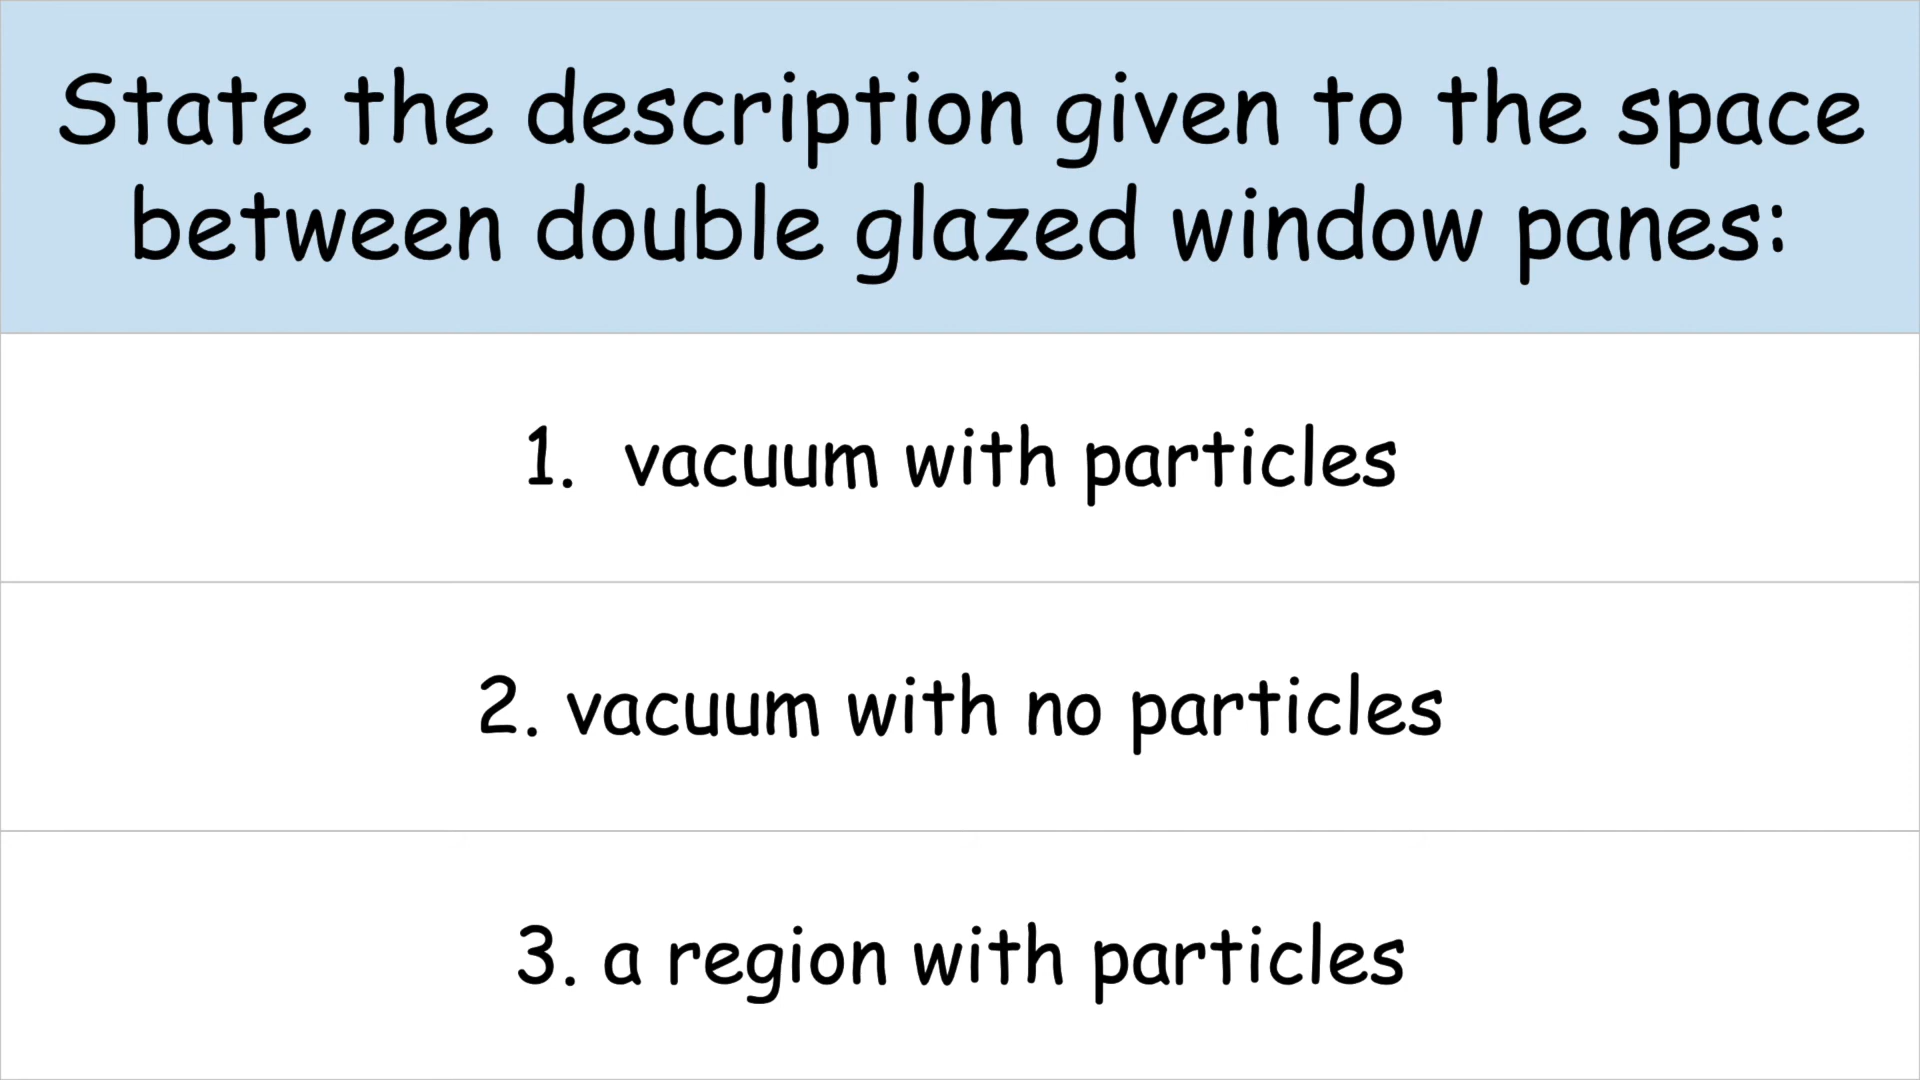 State the description given to the space
between double glazed window panes:
1. vacuum with particles
2. vacuum with no particles
3. a region with particles